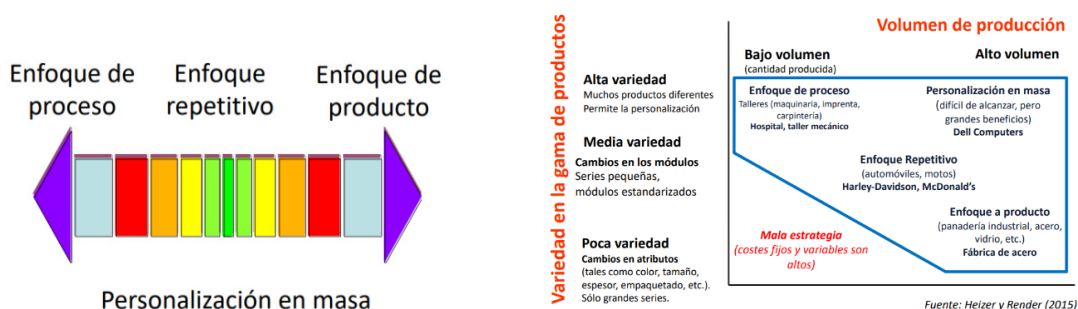 Enfoque de
proceso
Enfoque
repetitivo
Enfoque de
producto
Personalización en masa
Variedad en la gama de productos
Volumen de producción
Bajo volumen
(cantidad producida)
Alto volumen
Alta variedad
Muchos productos diferentes
Permite la personalización
Media variedad
Cambios en los módulos
Series pequeñas,
módulos estandarizados
Poca variedad
Cambios en atributos
(tales como color, tamaño,
espesor, empaquetado, etc.).
Sólo grandes series.
Enfoque de proceso
Talleres (maquinaria, imprenta,
carpintería)
Hospital, taller mecánico
Personalización en masa
(difícil de alcanzar, pero
grandes beneficios)
Dell Computers
Enfoque Repetitivo
(automóviles, motos)
Harley-Davidson, McDonald’s
Enfoque a producto
(panadería industrial, acero,
vidrio, etc.)
Fábrica de acero
Mala estrategia
(costes fijos y variables son
altos)
Fuente: Heizer y Render (2015)